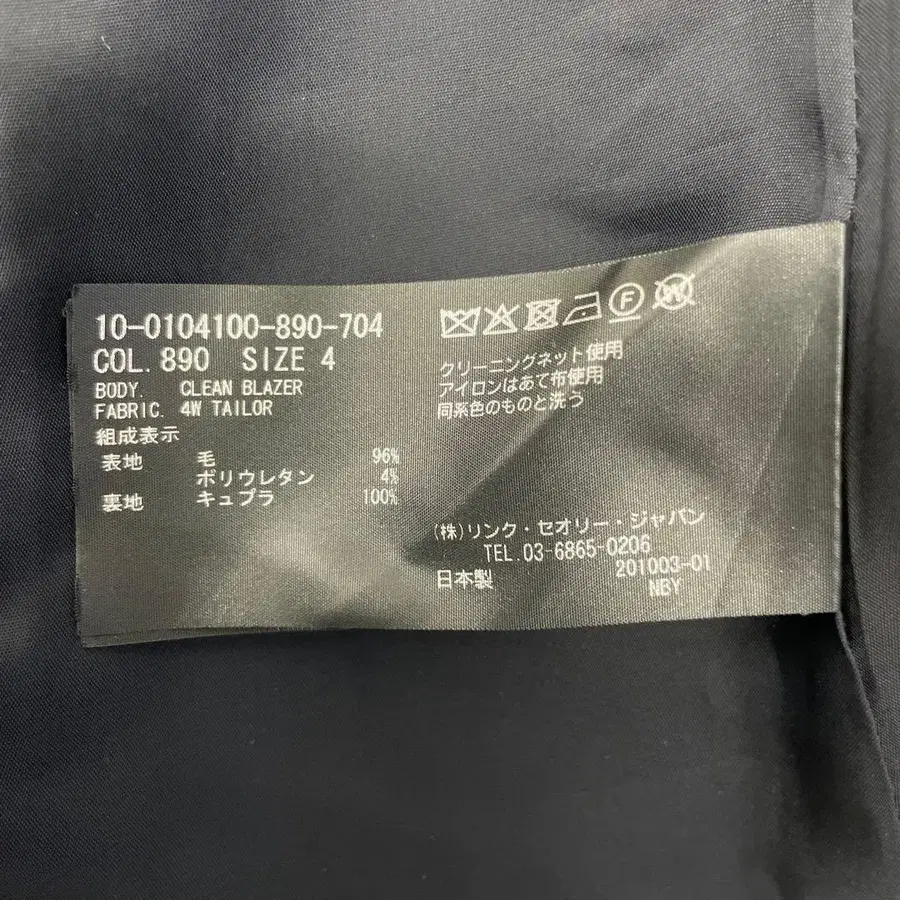 10-0104100-890-704
COL. 890 SIZE 4
BODY. CLEAN BLAZER
FABRIC. 4W TAILOR
組成表示
表地 毛 96%
ポリウレタン 4%
裏地 キュプラ 100%
F W
クリーニングネット使用
アイロンはあて布使用
同系色のものと洗う
(株)リンク・セオリー・ジャパン
TEL. 03-6865-0206
日本製 201003-01
NBY